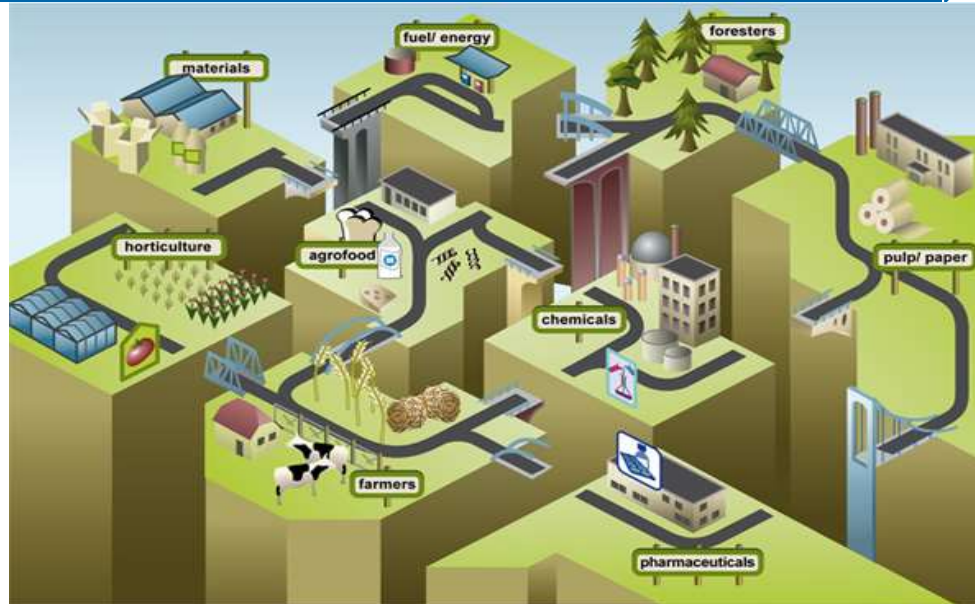 fuel/ energy
foresters
materials
horticulture
agrofood
pulp/ paper
chemicals
farmers
pharmaceuticals